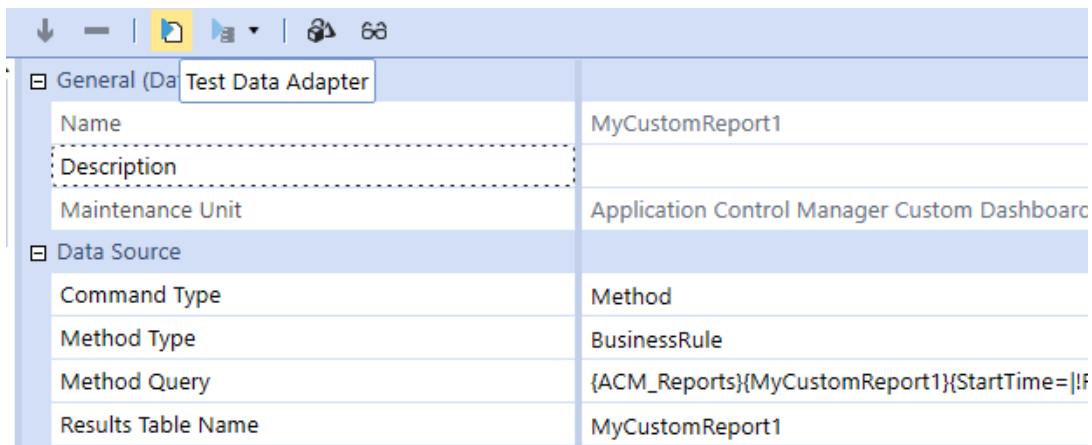 General (Da
Test Data Adapter
Name MyCustomReport1
Description
Maintenance Unit Application Control Manager Custom Dashboard
Data Source
Command Type Method
Method Type BusinessRule
Method Query {ACM_Reports}{MyCustomReport1}{StartTime=|!
Results Table Name MyCustomReport1